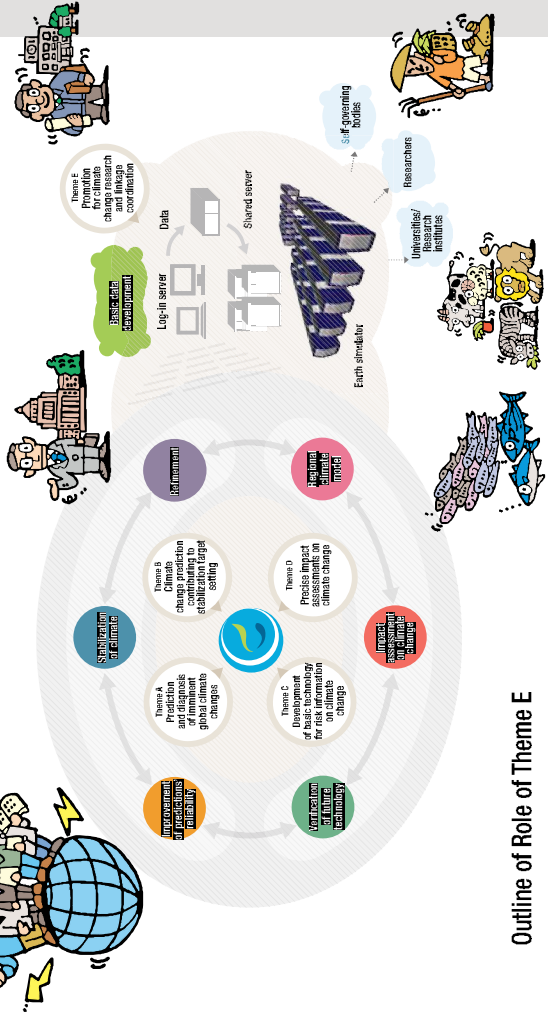 Outline of Role of Theme E
Improvement
of predictions'
reliability
Stabilization
of climate
Refinement
Verification
of future
technology
Impact
assessment
on climate
change
Regional
climate
model
Theme A
Prediction
and diagnosis
of imminent
global climate
changes
Theme B
Climate
change prediction
contributing to
stabilization target
setting
Theme C
Development
of basic technology
for risk information
on climate
change
Theme D
Precise impact
assessments on
climate change
Theme E
Promotion
for climate
change research
and linkage
coordination
Basic data
development
Log-in server
Data
Shared server
Earth simulator
Universities/
Research
institutes
Researchers
Self-governing
bodies